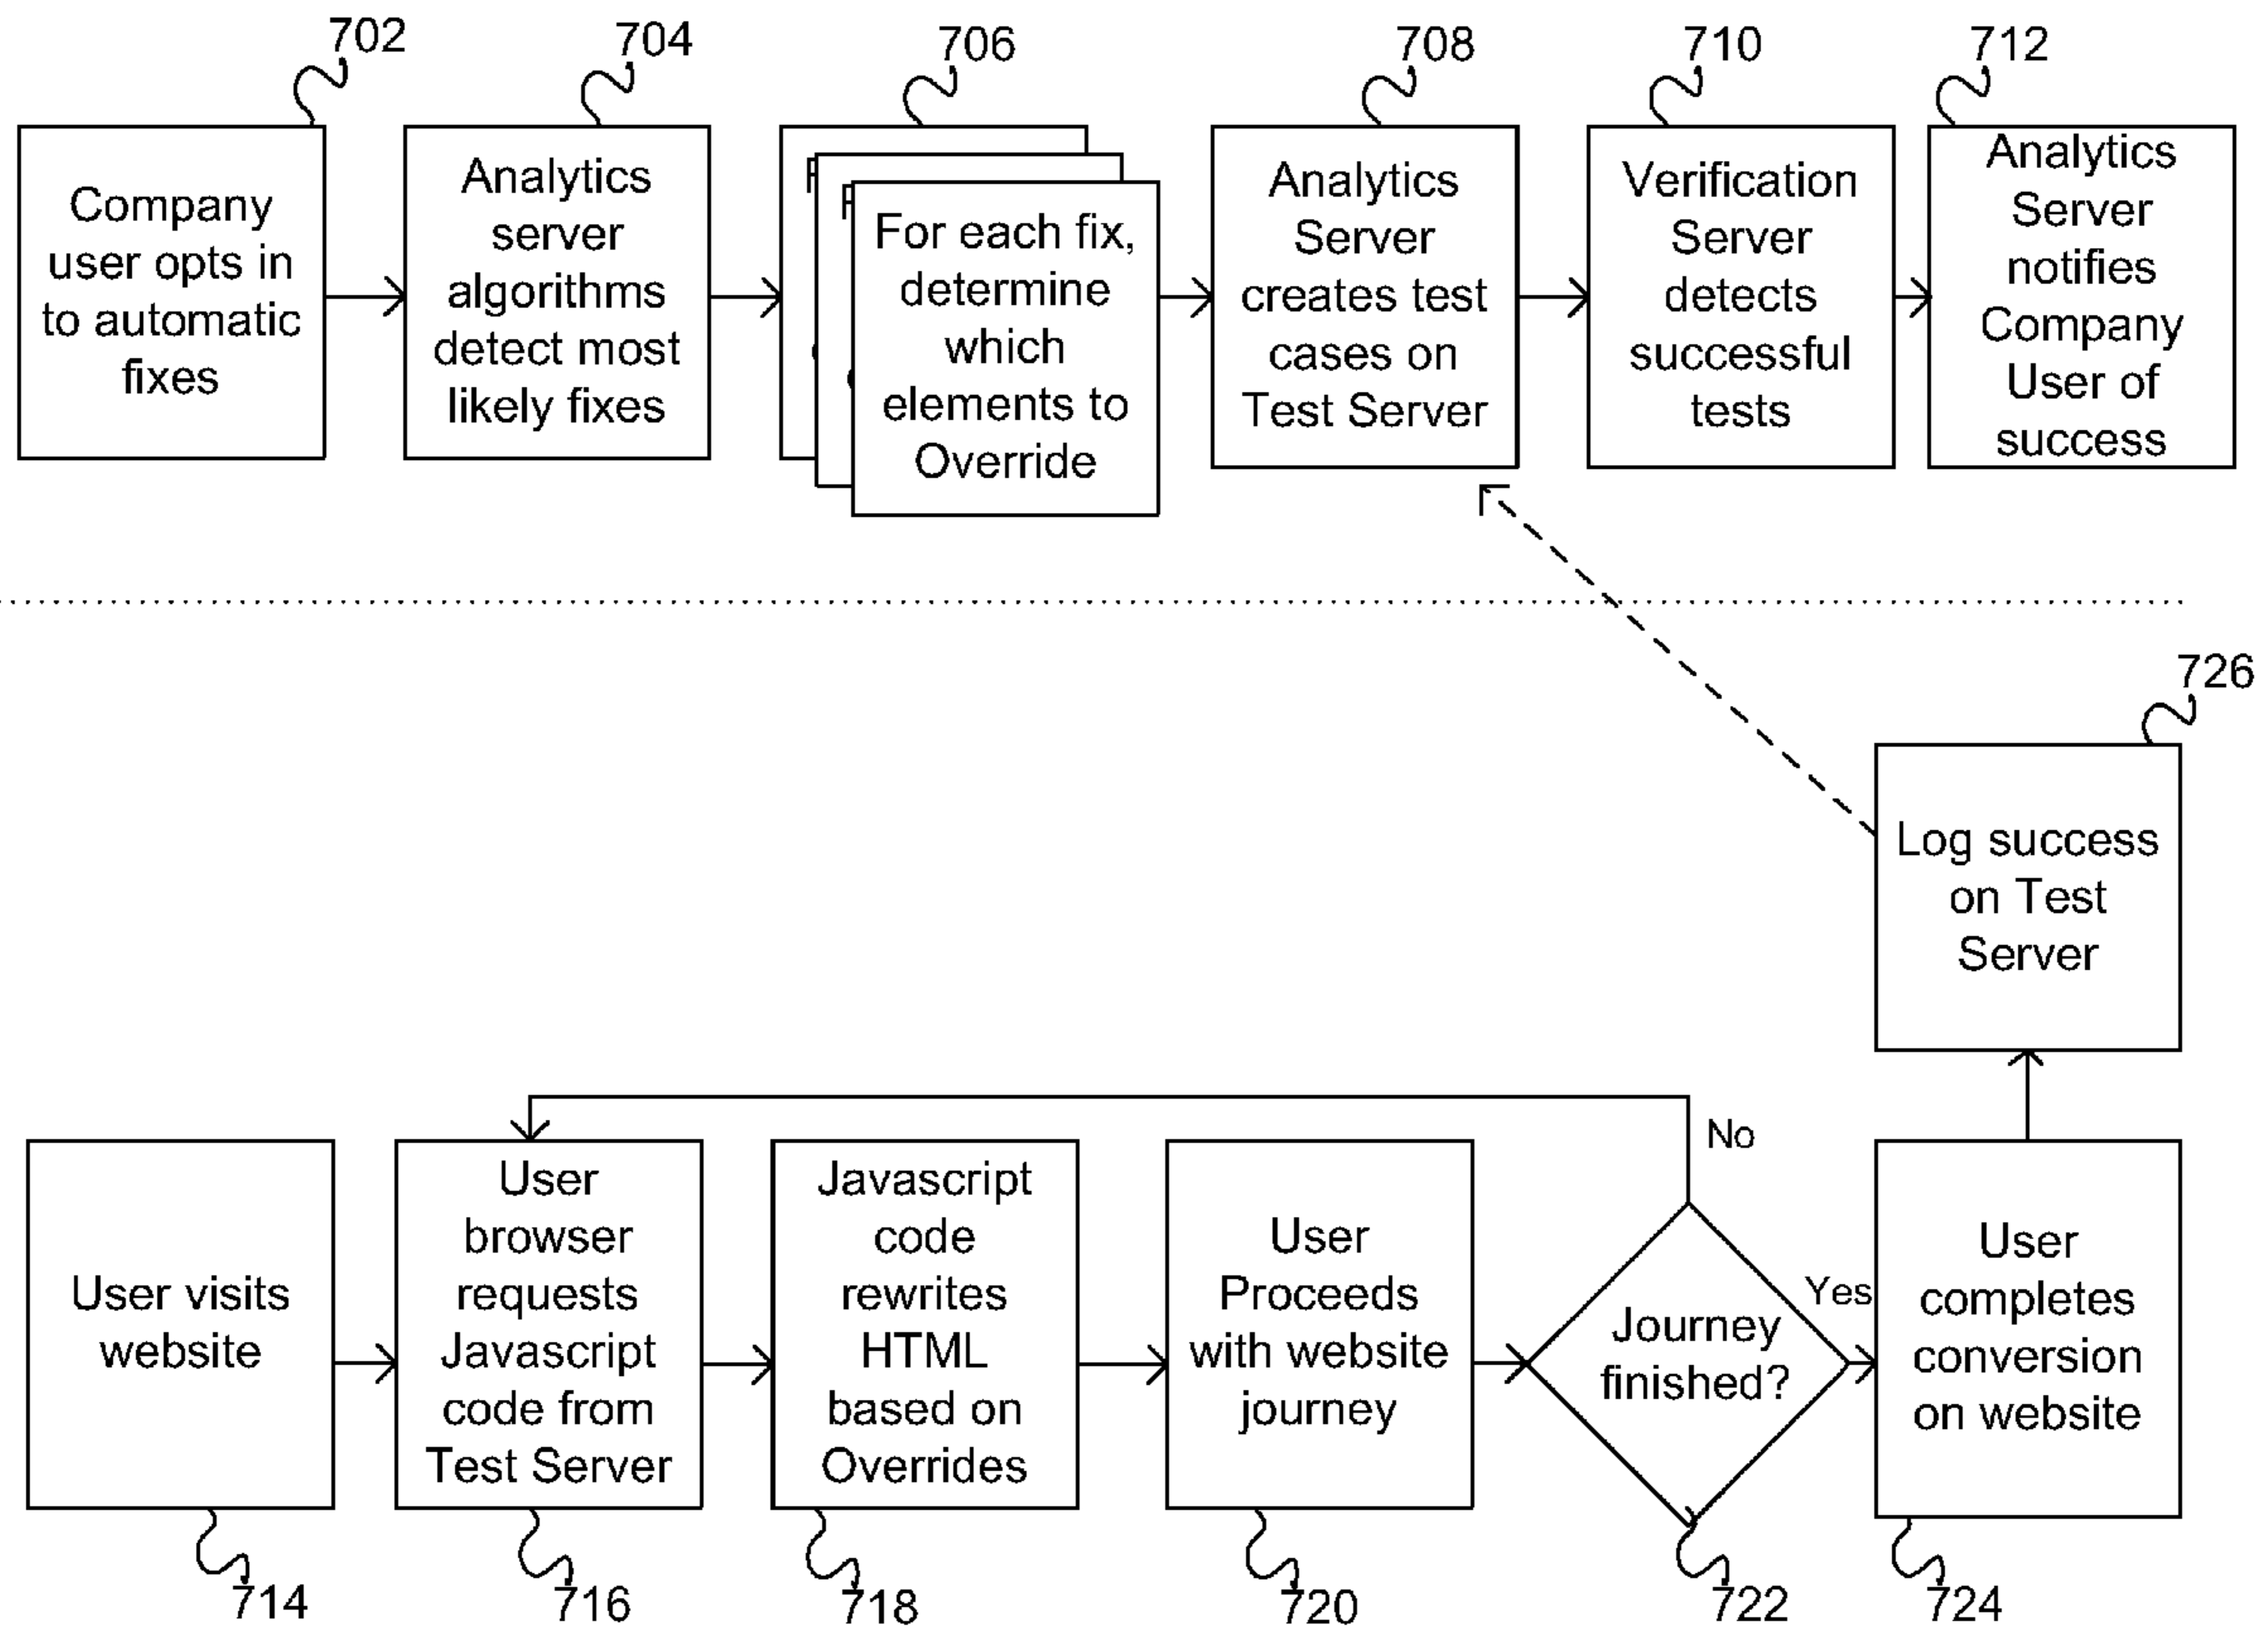 702
704
706
708
710
712
Company
user opts in
to automatic
fixes
Analytics
server
algorithms
detect most
likely fixes
For each fix,
determine
which
elements to
Override
Analytics
Server
creates test
cases on
Test Server
Verification
Server
detects
successful
tests
Analytics
Server
notifies
Company
User of
success
726
Log success
on Test
Server
No
User visits
website
User
browser
requests
Javascript
code from
Test Server
Javascript
code
rewrites
HTML
based on
Overrides
User
Proceeds
with website
journey
Journey
finished?
Yes
User
completes
conversion
on website
714
716
718
720
722
724